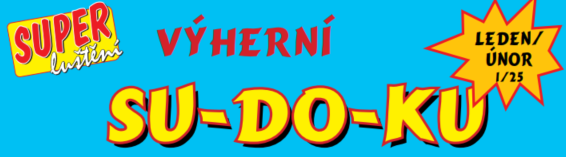 SUPER
luštění
VÝHERNÍ
LEDEN/
ÚNOR
1/25
SU-DO-KU